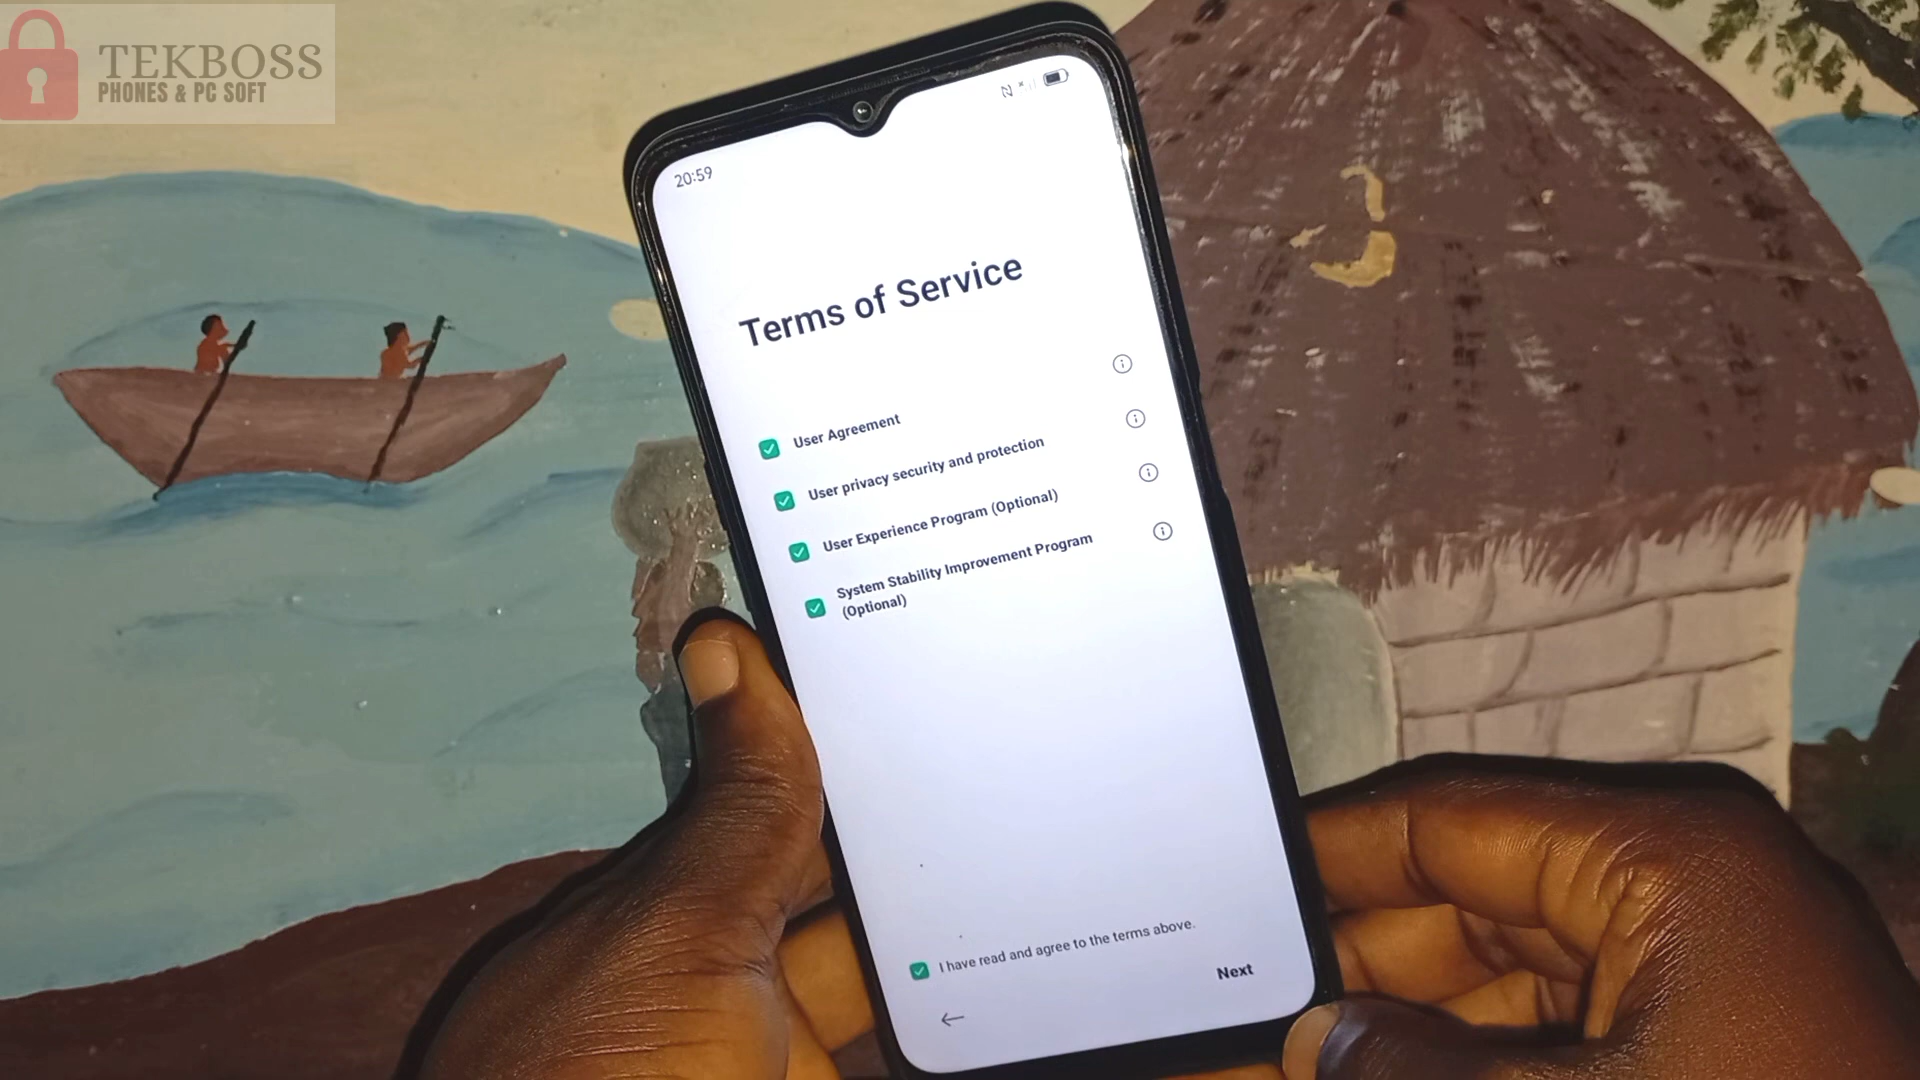 TEKBOSS
PHONES & PC SOFT
20:59
Terms of Service
User Agreement
User privacy security and protection
User Experience Program (Optional)
System Stability Improvement Program
(Optional)
I have read and agree to the terms above.
Next